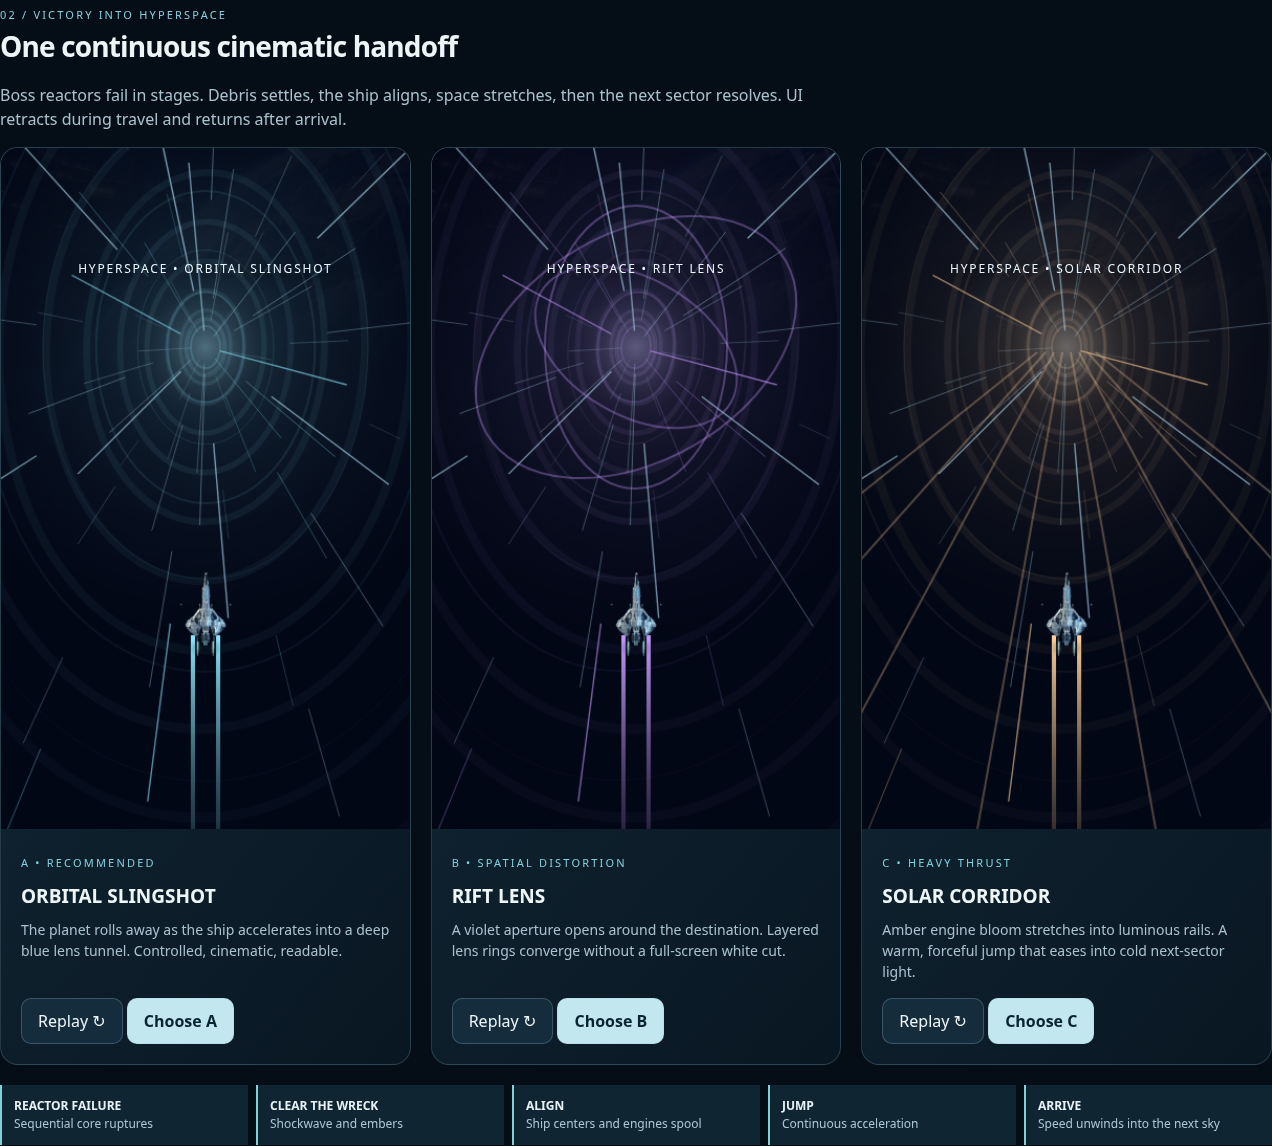 02 / VICTORY INTO HYPERSPACE
One continuous cinematic handoff
Boss reactors fail in stages. Debris settles, the ship aligns, space stretches, then the next sector resolves. UI
retracts during travel and returns after arrival.
HYPERSPACE • ORBITAL SLINGSHOT
A • RECOMMENDED
ORBITAL SLINGSHOT
The planet rolls away as the ship accelerates into a deep
blue lens tunnel. Controlled, cinematic, readable.
Replay ↻
Choose A
HYPERSPACE • RIFT LENS
B • SPATIAL DISTORTION
RIFT LENS
A violet aperture opens around the destination. Layered
lens rings converge without a full-screen white cut.
Replay ↻
Choose B
HYPERSPACE • SOLAR CORRIDOR
C • HEAVY THRUST
SOLAR CORRIDOR
Amber engine bloom stretches into luminous rails. A
warm, forceful jump that eases into cold next-sector
light.
Replay ↻
Choose C
REACTOR FAILURE
Sequential core ruptures
CLEAR THE WRECK
Shockwave and embers
ALIGN
Ship centers and engines spool
JUMP
Continuous acceleration
ARRIVE
Speed unwinds into the next sky